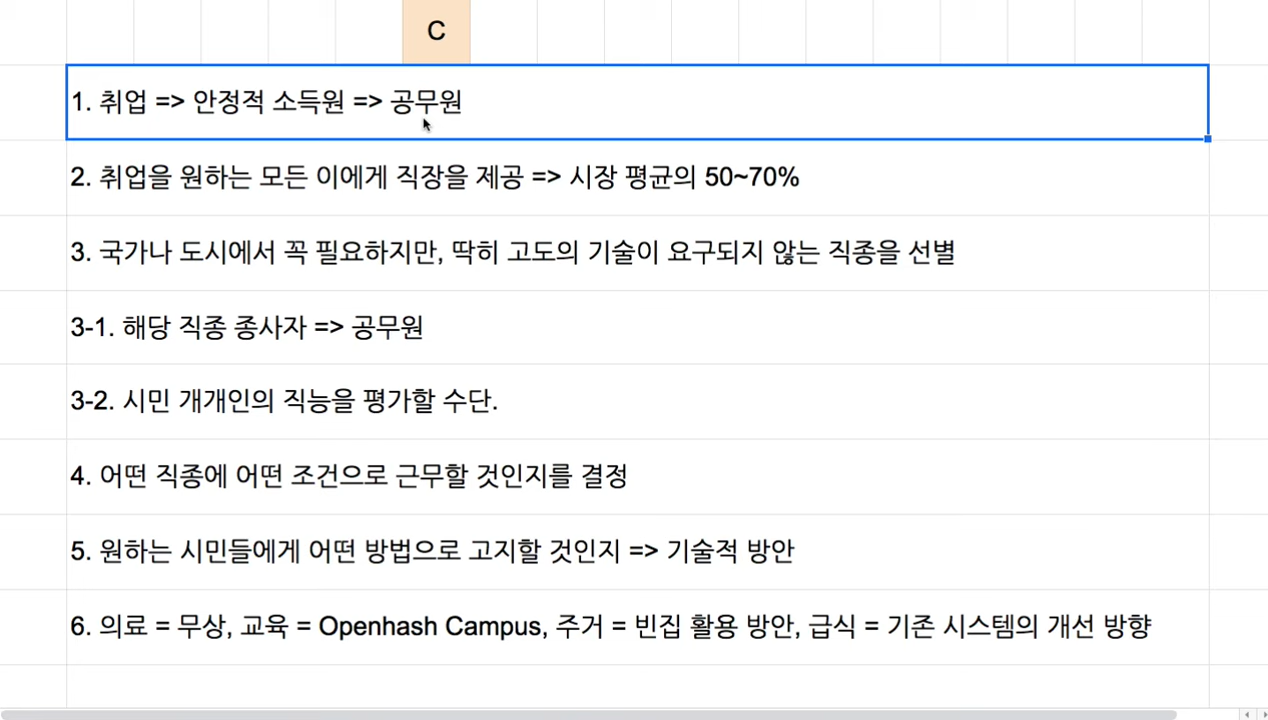 C
1. 취업 => 안정적 소득원 => 공무원
2. 취업을 원하는 모든 이에게 직장을 제공 => 시장 평균의 50~70%
3. 국가나 도시에서 꼭 필요하지만, 딱히 고도의 기술이 요구되지 않는 직종을 선별
3-1. 해당 직종 종사자 => 공무원
3-2. 시민 개개인의 직능을 평가할 수단.
4. 어떤 직종에 어떤 조건으로 근무할 것인지를 결정
5. 원하는 시민들에게 어떤 방법으로 고지할 것인지 => 기술적 방안
6. 의료 = 무상, 교육 = Openhash Campus, 주거 = 빈집 활용 방안, 급식 = 기존 시스템의 개선 방향